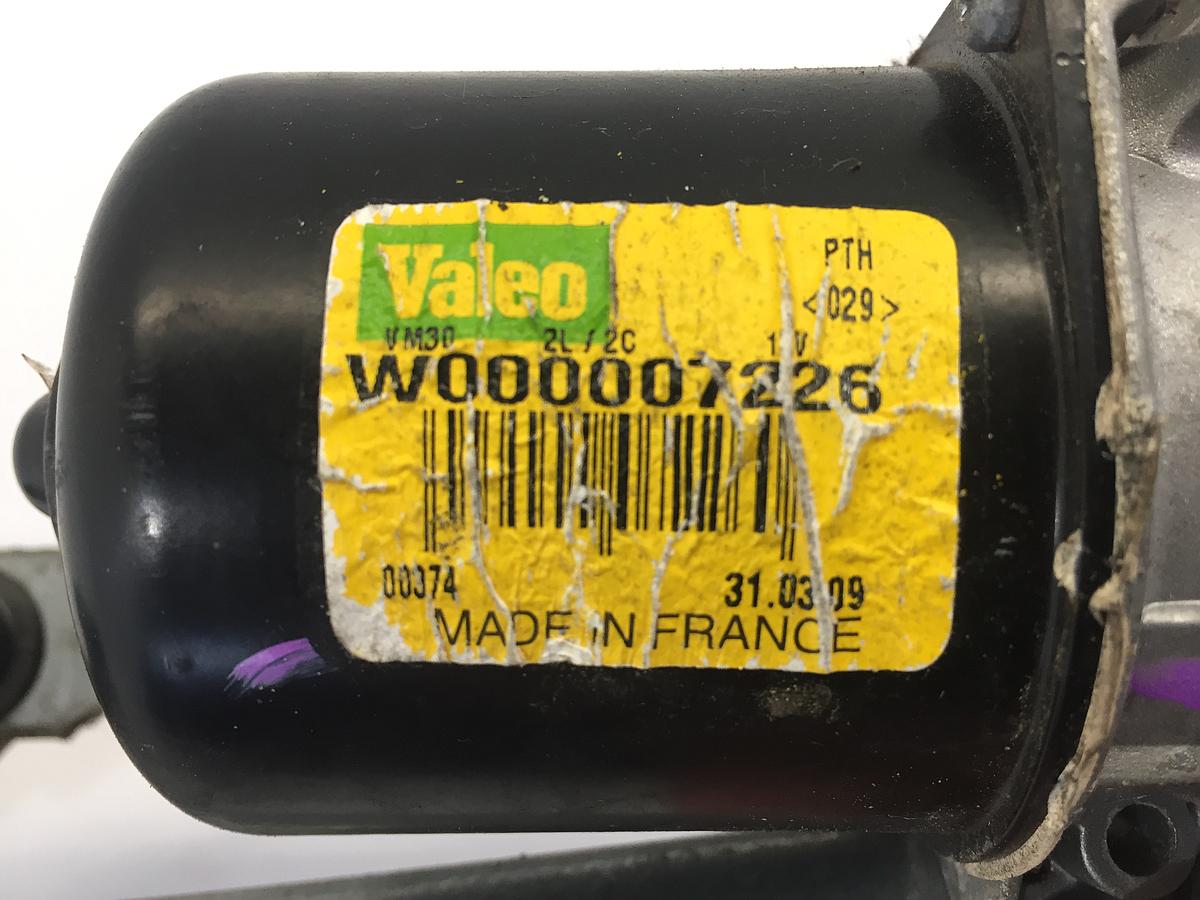 Valeo
PTH
<029>
VM30 2L / 2C 12V
W000007226
00374 31.03.09
MADE IN FRANCE